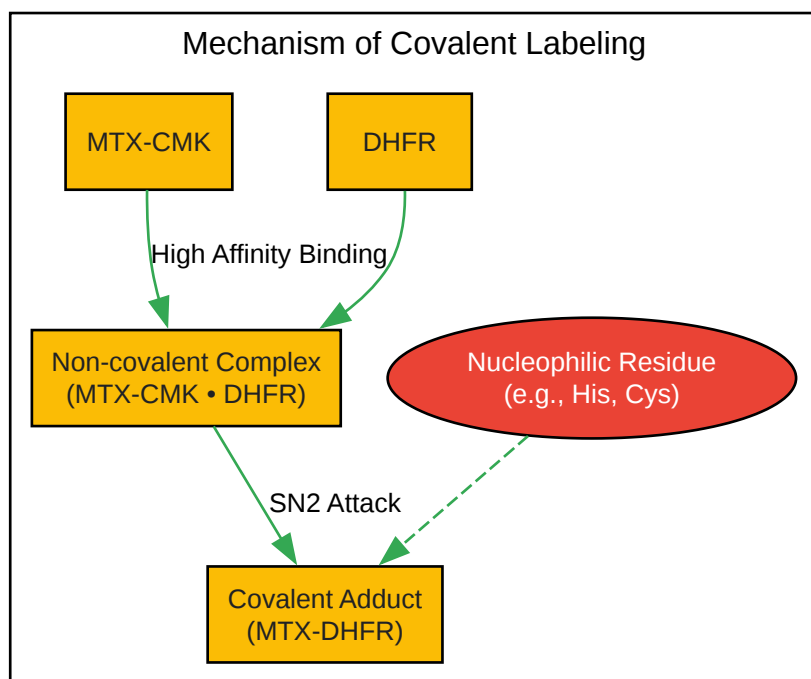 Mechanism of Covalent Labeling
MTX-CMK
DHFR
High Affinity Binding
Non-covalent Complex
(MTX-CMK • DHFR)
Nucleophilic Residue
(e.g., His, Cys)
SN2 Attack
Covalent Adduct
(MTX-DHFR)